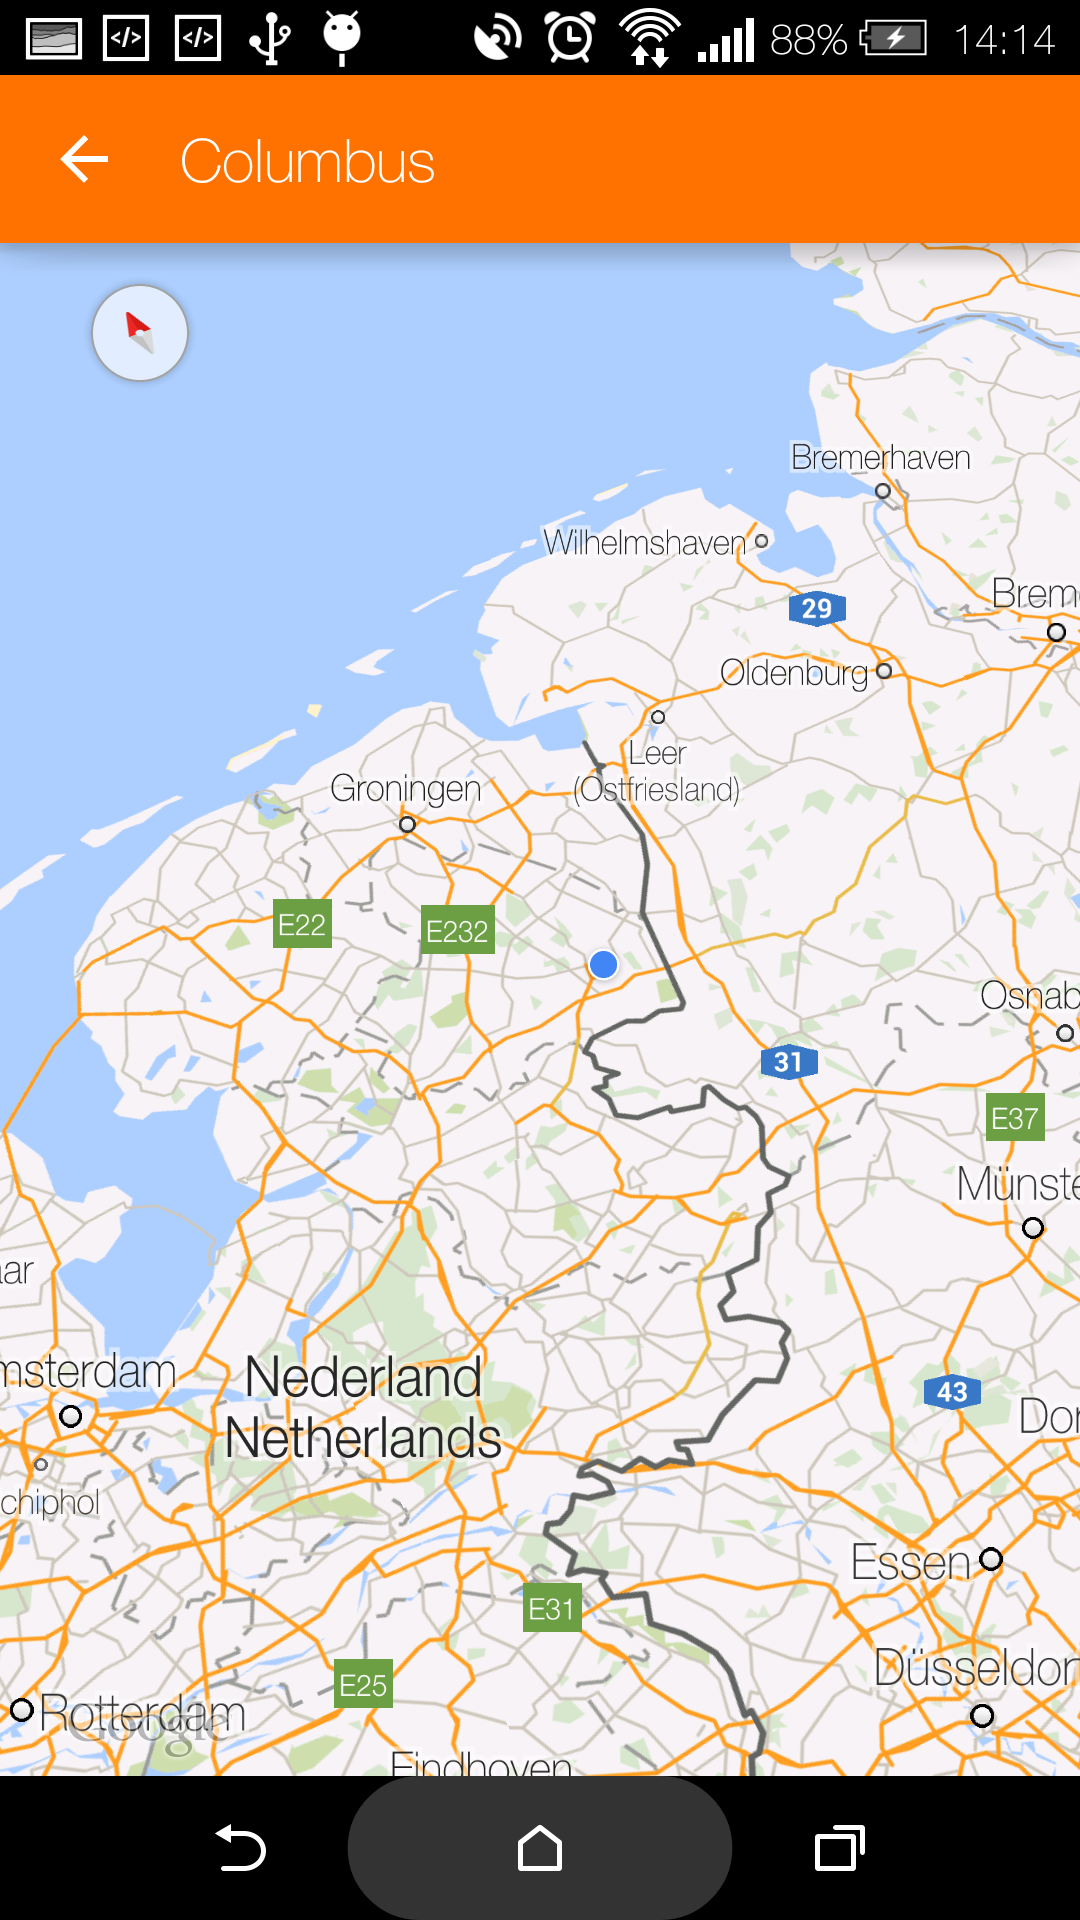 88% 14:14
Columbus
Bremerhaven
Wilhelmshaven
29
Brem
Oldenburg
Leer
(Ostfriesland)
Groningen
E22
E232
Osnab
31
E37
Münste
aar
Nederland
Netherlands
msterdam
43
Dor
chiphol
Essen
E31
Düsseldor
E25
Rotterdam
Google
Eindhoven